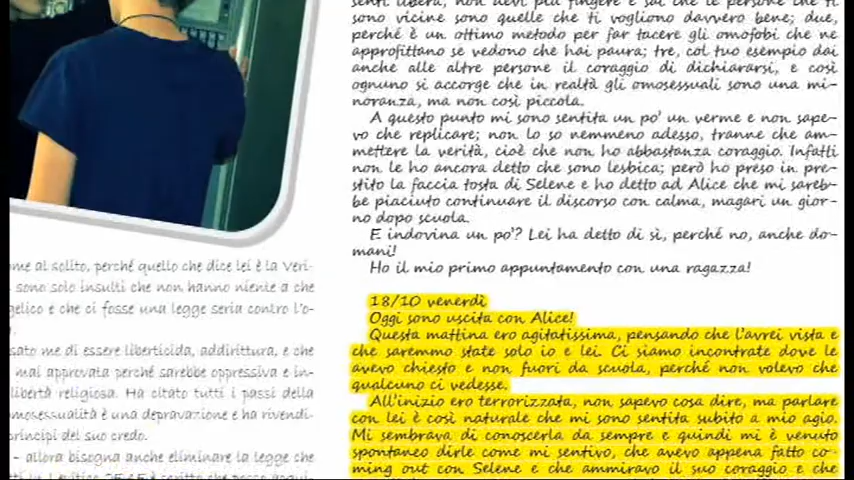 me al solito, perché quello che dice lei è la Veri-
sono solo insulti che non hanno niente a che
gelico e che ci fosse una legge seria contro l'o-
sato me di essere liberticida, addirittura, e che
mai approvata perché sarebbe oppressiva e in-
libertà religiosa. Ha citato tutti i passi della
mosessualità è una depravazione e ha rivendi-
principi del suo credo.
- allora bisogna anche eliminare la legge che
senti libera, non devi più fingere e sai che le persone che ti
sono vicine sono quelle che ti vogliono davvero bene; due,
perché è un ottimo metodo per far tacere gli omofobi che ne
approfittano se vedono che hai paura; tre, col tuo esempio dai
anche alle altre persone il coraggio di dichiararsi, e così
ognuno si accorge che in realtà gli omosessuali sono una mi-
noranza, ma non così piccola.
A questo punto mi sono sentita un po' un verme e non sape-
vo che replicare; non lo so nemmeno adesso, tranne che am-
mettere la verità, cioè che non ho abbastanza coraggio. Infatti
non le ho ancora detto che sono lesbica; però ho preso in pre-
stito la faccia tosta di Selene e ho detto ad Alice che mi sareb-
be piaciuto continuare il discorso con calma, magari un gior-
no dopo scuola.
E indovina un po'? Lei ha detto di sì, perché no, anche do-
mani!
Ho il mio primo appuntamento con una ragazza!
18/10 venerdì
Oggi sono uscita con Alice!
Questa mattina ero agitatissima, pensando che l'avrei vista e
che saremmo state solo io e lei. Ci siamo incontrate dove le
avevo chiesto e non fuori da scuola, perché non volevo che
qualcuno ci vedesse.
All'inizio ero terrorizzata, non sapevo cosa dire, ma parlare
con lei è così naturale che mi sono sentita subito a mio agio.
Mi sembrava di conoscerla da sempre e quindi mi è venuto
spontaneo dirle come mi sentivo, che avevo appena fatto co-
ming out con Selene e che ammiravo il suo coraggio e che